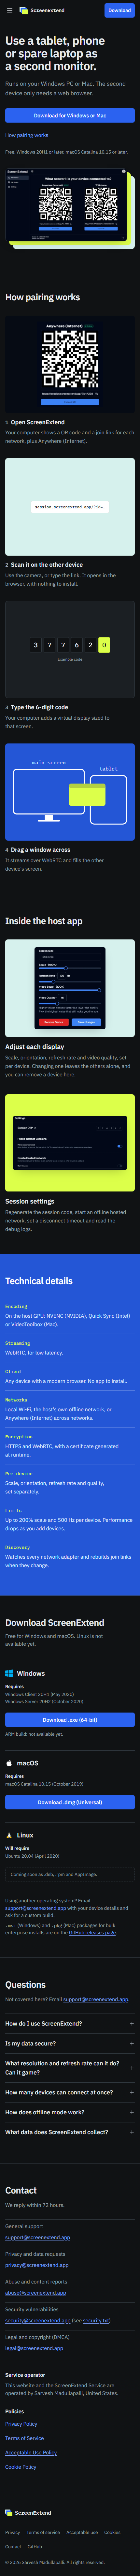 ScreenExtend
Download
Use a tablet, phone
or spare laptop as
a second monitor.
Runs on your Windows PC or Mac. The second
device only needs a web browser.
Download for Windows or Mac
How pairing works
Free. Windows 20H1 or later, macOS Catalina 10.15 or later.
What network is your second device connected to?
How pairing works
Anywhere (Internet)
1 Open ScreenExtend
Your computer shows a QR code and a join link for each
network, plus Anywhere (Internet).
session.screenextend.app/?id=…
2 Scan it on the other device
Use the camera, or type the link. It opens in the
browser, with nothing to install.
3 7 7 6 2 0
Example code
3 Type the 6-digit code
Your computer adds a virtual display sized to
that screen.
main screen
tablet
4 Drag a window across
It streams over WebRTC and fills the other
device's screen.
Inside the host app
Adjust each display
Scale, orientation, refresh rate and video quality, set
per device. Changing one leaves the others alone, and
you can remove a device here.
Settings
Session settings
Regenerate the session code, start an offline hosted
network, set a disconnect timeout and read the
debug logs.
Technical details
Encoding
On the host GPU: NVENC (NVIDIA), Quick Sync (Intel)
or VideoToolbox (Mac).
Streaming
WebRTC, for low latency.
Client
Any device with a modern browser. No app to install.
Networks
Local Wi-Fi, the host's own offline network, or
Anywhere (Internet) across networks.
Encryption
HTTPS and WebRTC, with a certificate generated
at runtime.
Per device
Scale, orientation, refresh rate and quality,
set separately.
Limits
Up to 200% scale and 500 Hz per device. Performance
drops as you add devices.
Discovery
Watches every network adapter and rebuilds join links
when they change.
Download ScreenExtend
Free for Windows and macOS. Linux is not
available yet.
Windows
Requires
Windows Client 20H1 (May 2020)
Windows Server 20H2 (October 2020)
Download .exe (64-bit)
ARM build: not available yet.
macOS
Requires
macOS Catalina 10.15 (October 2019)
Download .dmg (Universal)
Linux
Will require
Ubuntu 20.04 (April 2020)
Coming soon as .deb, .rpm and AppImage.
Using another operating system? Email
support@screenextend.app with your device details and
ask for a custom build.
.msi (Windows) and .pkg (Mac) packages for bulk
enterprise installs are on the GitHub releases page.
Questions
Not covered here? Email support@screenextend.app.
How do I use ScreenExtend?
Is my data secure?
What resolution and refresh rate can it do?
Can it game?
How many devices can connect at once?
How does offline mode work?
What data does ScreenExtend collect?
Contact
We reply within 72 hours.
General support
support@screenextend.app
Privacy and data requests
privacy@screenextend.app
Abuse and content reports
abuse@screenextend.app
Security vulnerabilities
security@screenextend.app (see security.txt)
Legal and copyright (DMCA)
legal@screenextend.app
Service operator
This website and the ScreenExtend Service are
operated by Sarvesh Madullapalli, United States.
Policies
Privacy Policy
Terms of Service
Acceptable Use Policy
Cookie Policy
ScreenExtend
Privacy
Terms of service
Acceptable use
Cookies
Contact
GitHub
© 2026 Sarvesh Madullapalli. All rights reserved.